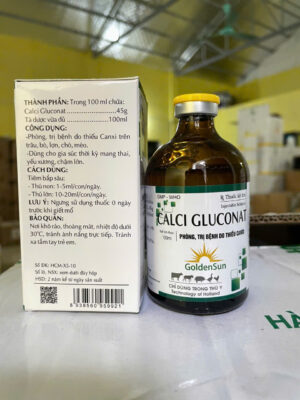 THÀNH PHẦN: Trong 100 ml chứa:
Calci Gluconat..................45g
Tá dược vừa đủ.............100ml
CÔNG DỤNG:
-Phòng, trị bệnh do thiếu Canxi trên
trâu, bò, lợn, chó, mèo.
-Dùng cho gia súc thời kỳ mang thai,
yếu xương, chậm lớn.
CÁCH DÙNG:
Tiêm bắp sâu:
- Thú non: 1-5ml/con/ngày.
- Thú lớn: 10-20ml/con/ngày.
LƯU Ý: Ngưng sử dụng thuốc 0 ngày
trước khi giết mổ
BẢO QUẢN:
Nơi khô ráo, thoáng mát, nhiệt độ dưới
30°C, tránh ánh nắng trực tiếp. Tránh
xa tầm tay trẻ em.
Số ĐK: HCM-X5-10
Số lô, NSX: xem dưới đáy hộp
HSD: 2 năm kể từ ngày sản xuất
8 938560 959921
GMP - WHO
CALCI GLUCONAT
100ml
PHÒNG, TRỊ BỆNH DO THIẾU CANXI
GoldenSun
CHỈ DÙNG TRONG THÚ Y
Technology of Holland
HÀ